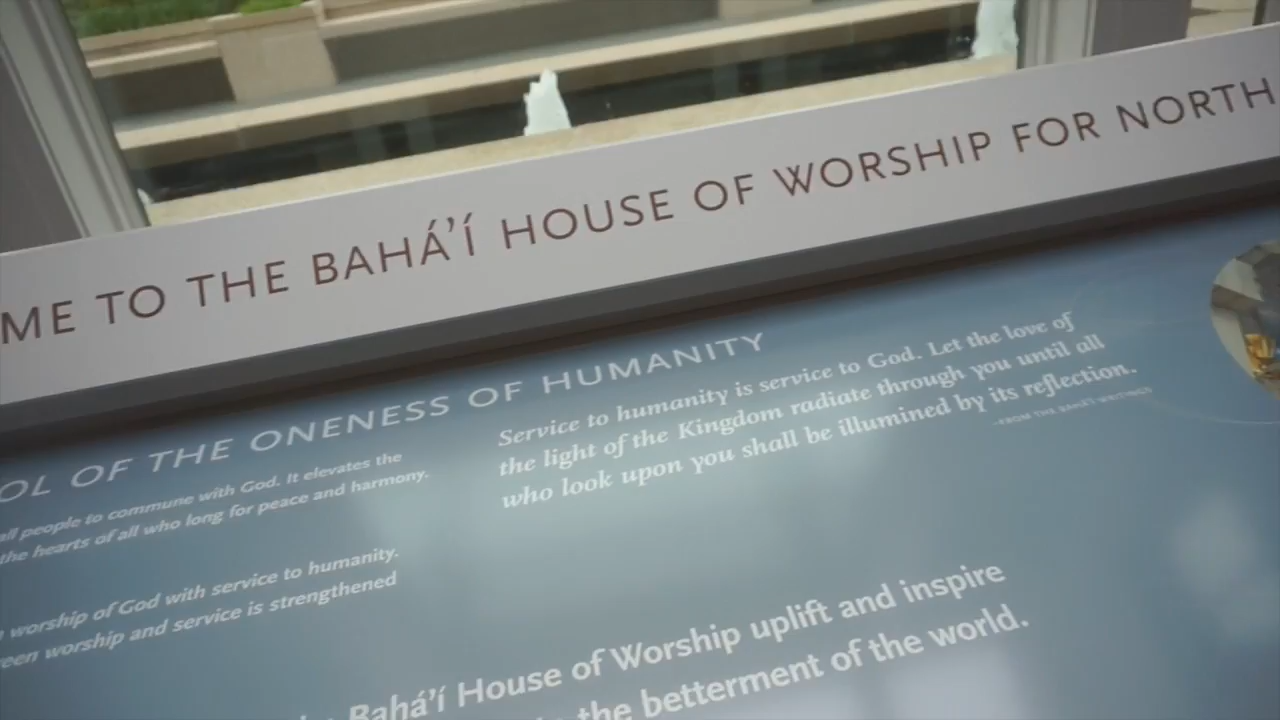 ME TO THE BAHÁ’Í HOUSE OF WORSHIP FOR NORTH
OL OF THE ONENESS OF HUMANITY
all people to commune with God. It elevates the
the hearts of all who long for peace and harmony.
worship of God with service to humanity.
een worship and service is strengthened
Service to humanity is service to God. Let the love of
the light of the Kingdom radiate through you until all
who look upon you shall be illumined by its reflection.
-FROM THE BAHÁ’Í WRITINGS
Bahá’í House of Worship uplift and inspire
the betterment of the world.